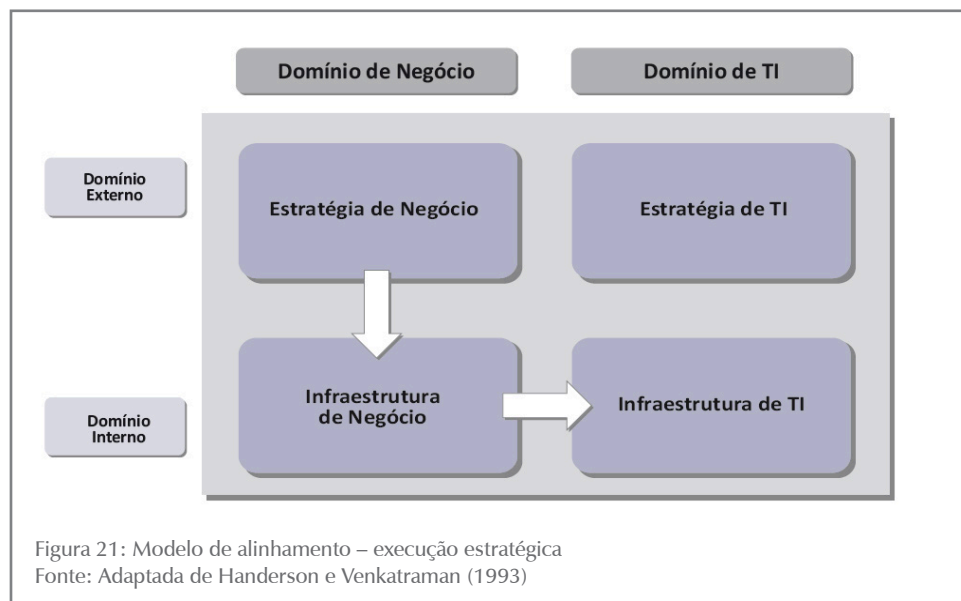 Domínio de Negócio
Domínio de TI
Domínio
Externo
Estratégia de Negócio
Estratégia de TI
Domínio
Interno
Infraestrutura
de Negócio
Infraestrutura de TI
Figura 21: Modelo de alinhamento – execução estratégica
Fonte: Adaptada de Handerson e Venkatraman (1993)